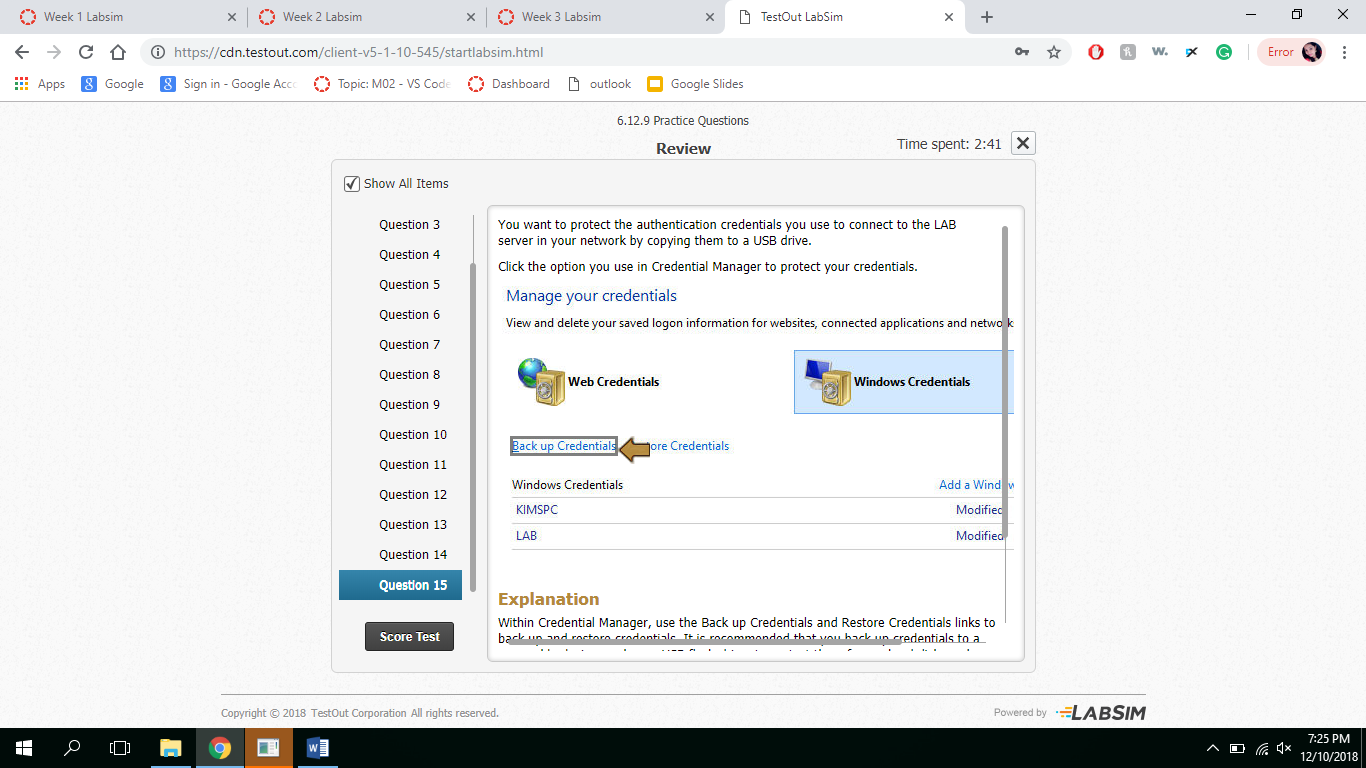 Week 1 Labsim
Week 2 Labsim
Week 3 Labsim
TestOut LabSim
https://cdn.testout.com/client-v5-1-10-545/startlabsim.html
Error
Apps
Google
Sign in - Google Acc
Topic: M02 - VS Code
Dashboard
outlook
Google Slides
6.12.9 Practice Questions
Review
Time spent: 2:41
Show All Items
Question 3
Question 4
Question 5
Question 6
Question 7
Question 8
Question 9
Question 10
Question 11
Question 12
Question 13
Question 14
Question 15
Score Test
You want to protect the authentication credentials you use to connect to the LAB
server in your network by copying them to a USB drive.
Click the option you use in Credential Manager to protect your credentials.
Manage your credentials
View and delete your saved logon information for websites, connected applications and network
Web Credentials
Windows Credentials
Back up Credentials
ore Credentials
Windows Credentials
Add a Window
KIMSPC
Modified
LAB
Modified
Explanation
Within Credential Manager, use the Back up Credentials and Restore Credentials links to
back up and restore credentials. It is recommended that you back up credentials to a
Copyright © 2018 TestOut Corporation All rights reserved.
Powered by LABSIM
7:25 PM
12/10/2018